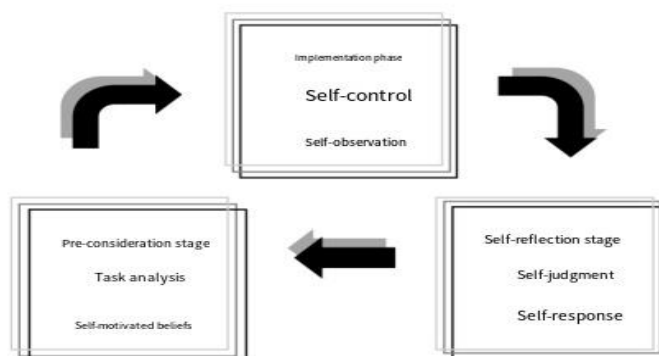 Implementation phase
Self-control
Self-observation
Pre-consideration stage
Task analysis
Self-motivated beliefs
Self-reflection stage
Self-judgment
Self-response